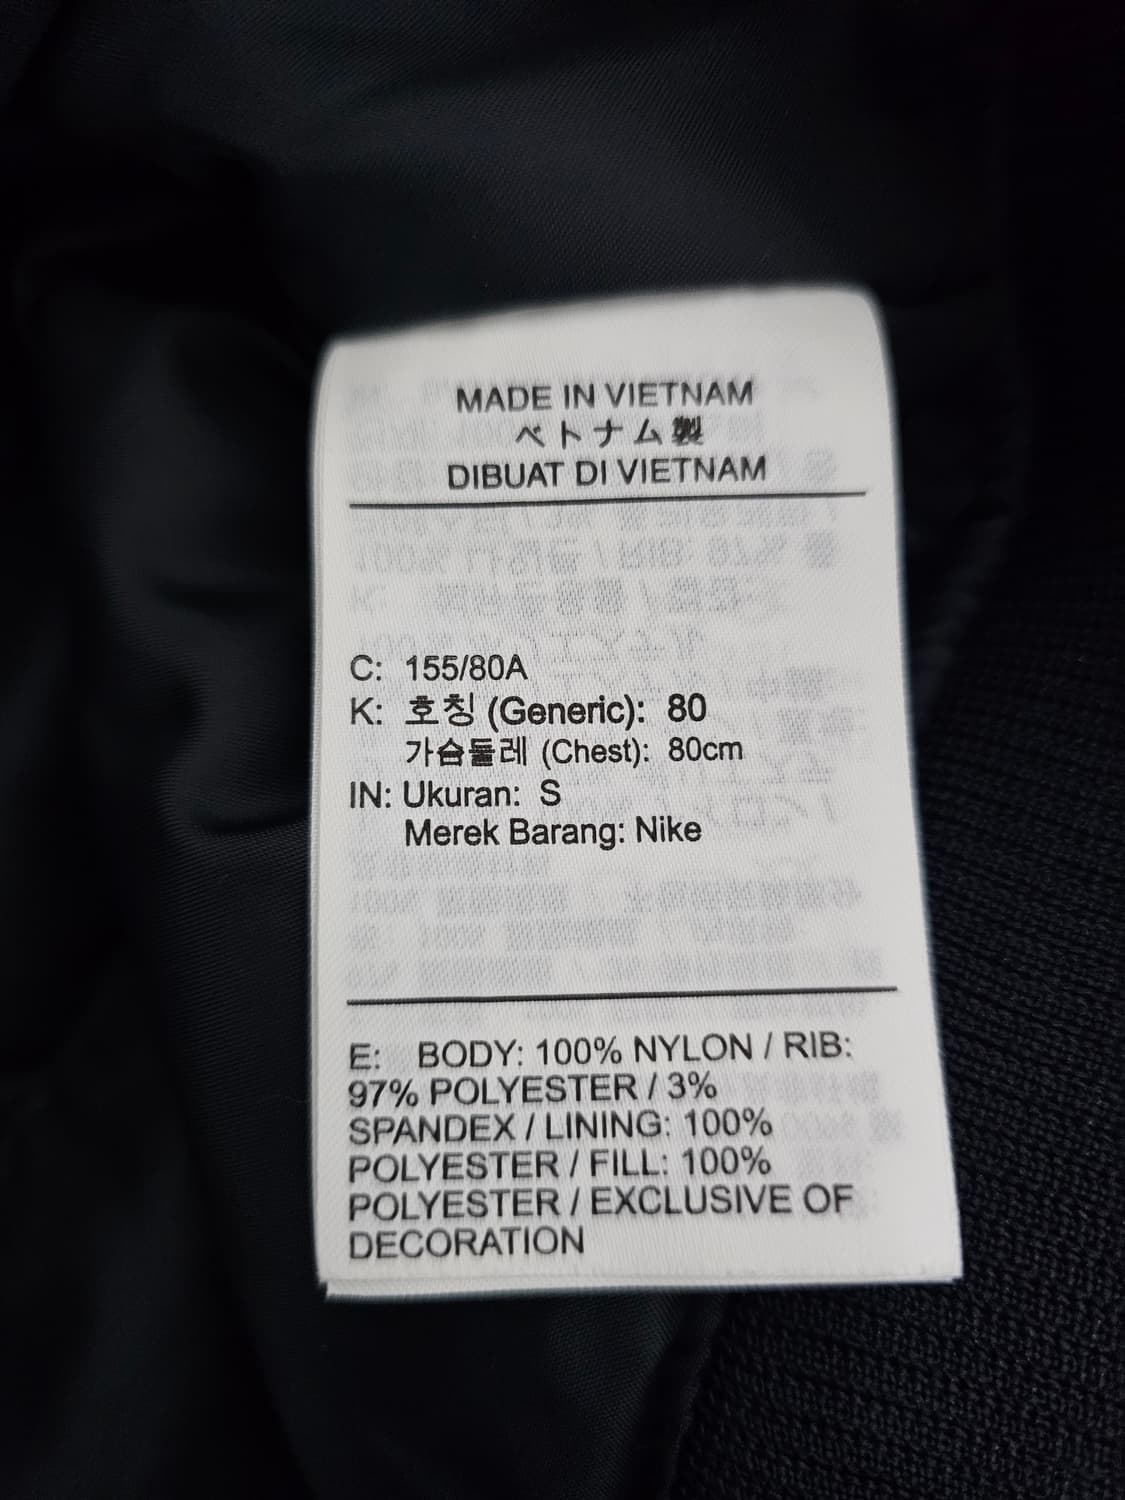 MADE IN VIETNAM
ベトナム製
DIBUAT DI VIETNAM
C: 155/80A
K: 호칭 (Generic): 80
가슴둘레 (Chest): 80cm
IN: Ukuran: S
Merek Barang: Nike
E: BODY: 100% NYLON / RIB:
97% POLYESTER / 3%
SPANDEX / LINING: 100%
POLYESTER / FILL: 100%
POLYESTER / EXCLUSIVE OF
DECORATION